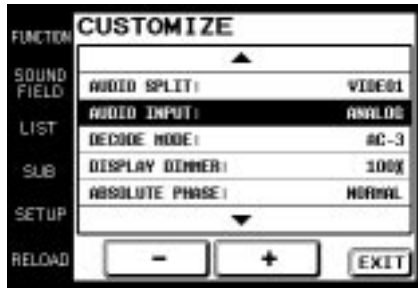 FUNCTION
CUSTOMIZE
SOUND
FIELD
AUDIO SPLIT: VIDEO1
AUDIO INPUT: ANALOG
LIST
DECODE MODE: AC-3
SUB
DISPLAY DIMMER: 100%
ABSOLUTE PHASE: NORMAL
SETUP
RELOAD
- +
EXIT